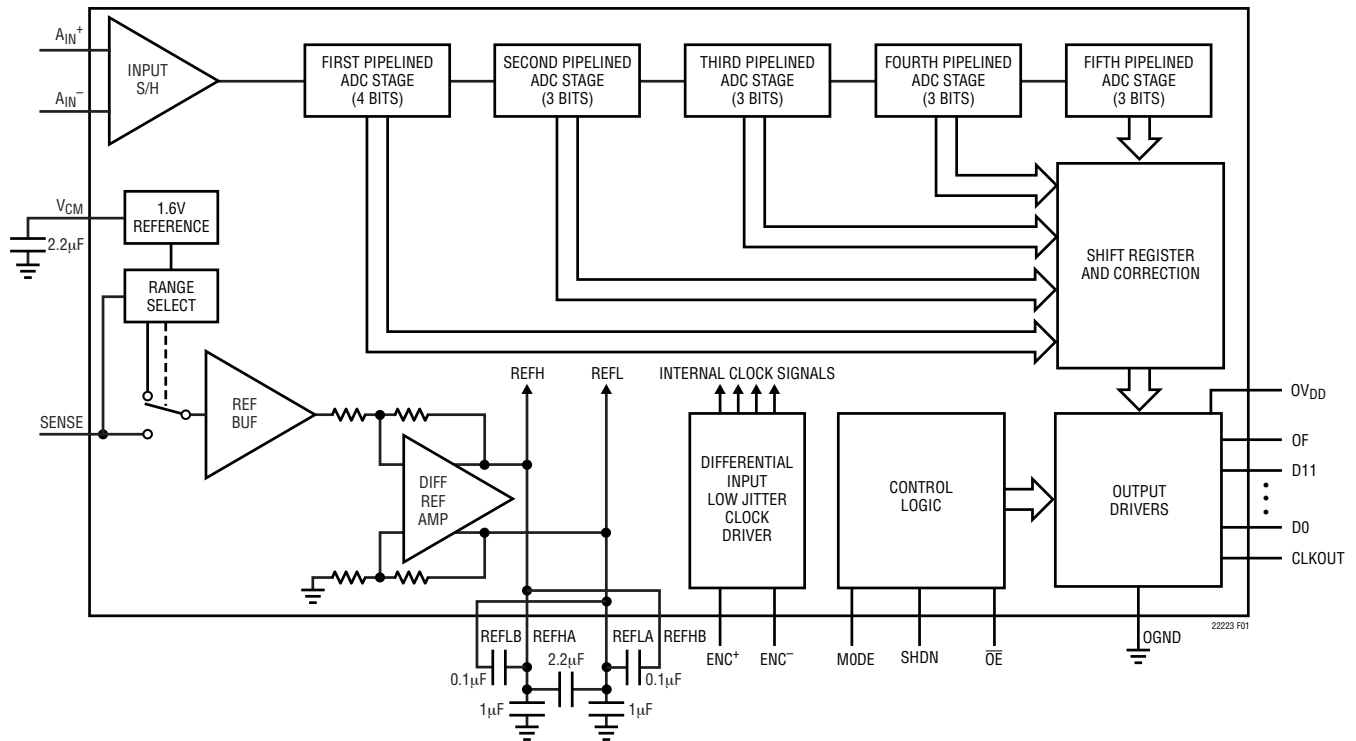 AIN+
AIN−
INPUT
S/H
FIRST PIPELINED
ADC STAGE
(4 BITS)
SECOND PIPELINED
ADC STAGE
(3 BITS)
THIRD PIPELINED
ADC STAGE
(3 BITS)
FOURTH PIPELINED
ADC STAGE
(3 BITS)
FIFTH PIPELINED
ADC STAGE
(3 BITS)
VCM
2.2µF
1.6V
REFERENCE
RANGE
SELECT
SHIFT REGISTER
AND CORRECTION
SENSE
REF
BUF
DIFF
REF
AMP
REFH
REFL
INTERNAL CLOCK SIGNALS
DIFFERENTIAL
INPUT
LOW JITTER
CLOCK
DRIVER
CONTROL
LOGIC
OUTPUT
DRIVERS
OVDD
OF
D11
D0
CLKOUT
REFLB
REFHA
REFLA
REFHB
2.2µF
0.1µF
0.1µF
1µF
1µF
ENC+
ENC−
MODE
SHDN
OE
OGND
22223 F01